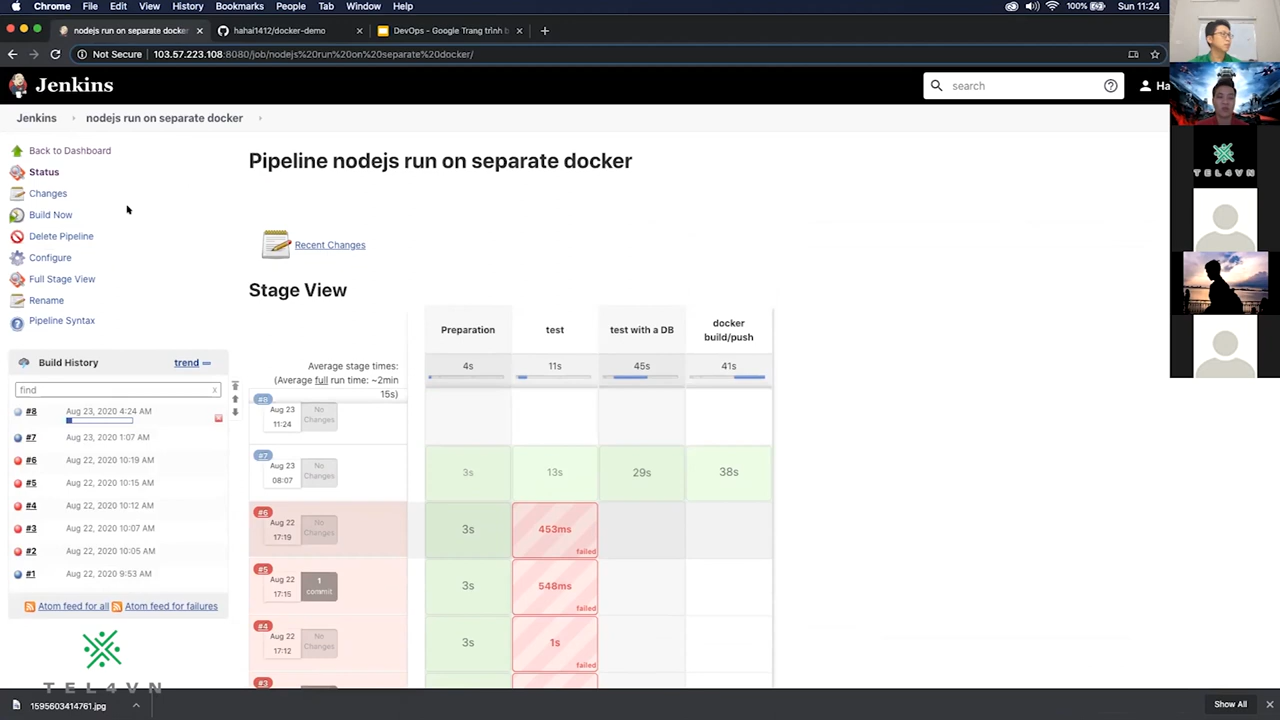 Chrome File Edit View History Bookmarks People Tab Window Help 100% Sun 11:24
nodejs run on separate docker × hahai1412/docker-demo × DevOps - Google Trang trình b × +
Not Secure 103.57.223.108:8080/job/nodejs%20run%20on%20separate%20docker/
Jenkins search Ha
Jenkins nodejs run on separate docker
Back to Dashboard
Status
Changes
Build Now
Delete Pipeline
Configure
Full Stage View
Rename
Pipeline Syntax
Build History trend
find x
#8 Aug 23, 2020 4:24 AM
#7 Aug 23, 2020 1:07 AM
#6 Aug 22, 2020 10:19 AM
#5 Aug 22, 2020 10:15 AM
#4 Aug 22, 2020 10:12 AM
#3 Aug 22, 2020 10:07 AM
#2 Aug 22, 2020 10:05 AM
#1 Aug 22, 2020 9:53 AM
Atom feed for all Atom feed for failures
TEL4VN
Pipeline nodejs run on separate docker
Recent Changes
Stage View
Preparation test test with a DB docker
build/push
Average stage times: 4s 11s 45s 41s
(Average full run time: ~2min
15s)
#8
Aug 23 No
11:24 Changes
#7
Aug 23 No
08:07 Changes
3s 13s 29s 38s
#6
Aug 22 No
17:19 Changes
3s 453ms
failed
#5
Aug 22 1
17:15 commit
3s 548ms
failed
#4
Aug 22 No
17:12 Changes
3s 1s
failed
#3
TEL4VN
1595603414761.jpg Show All